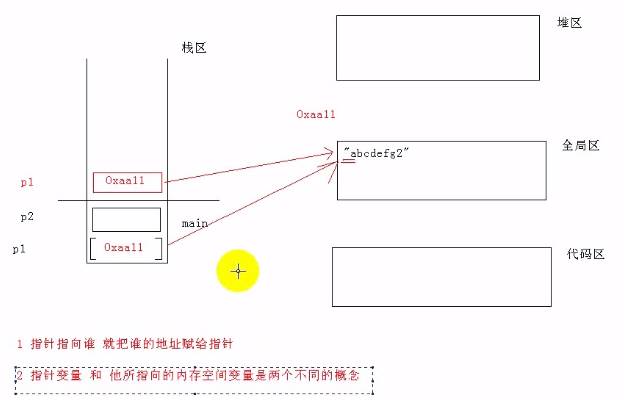 堆区
栈区
0xaa11
"abcdefg2"
全局区
p1
0xaa11
p2
main
p1
0xaa11
代码区
1 指针指向谁 就把谁的地址赋给指针
2 指针变量 和 他所指向的内存空间变量是两个不同的概念